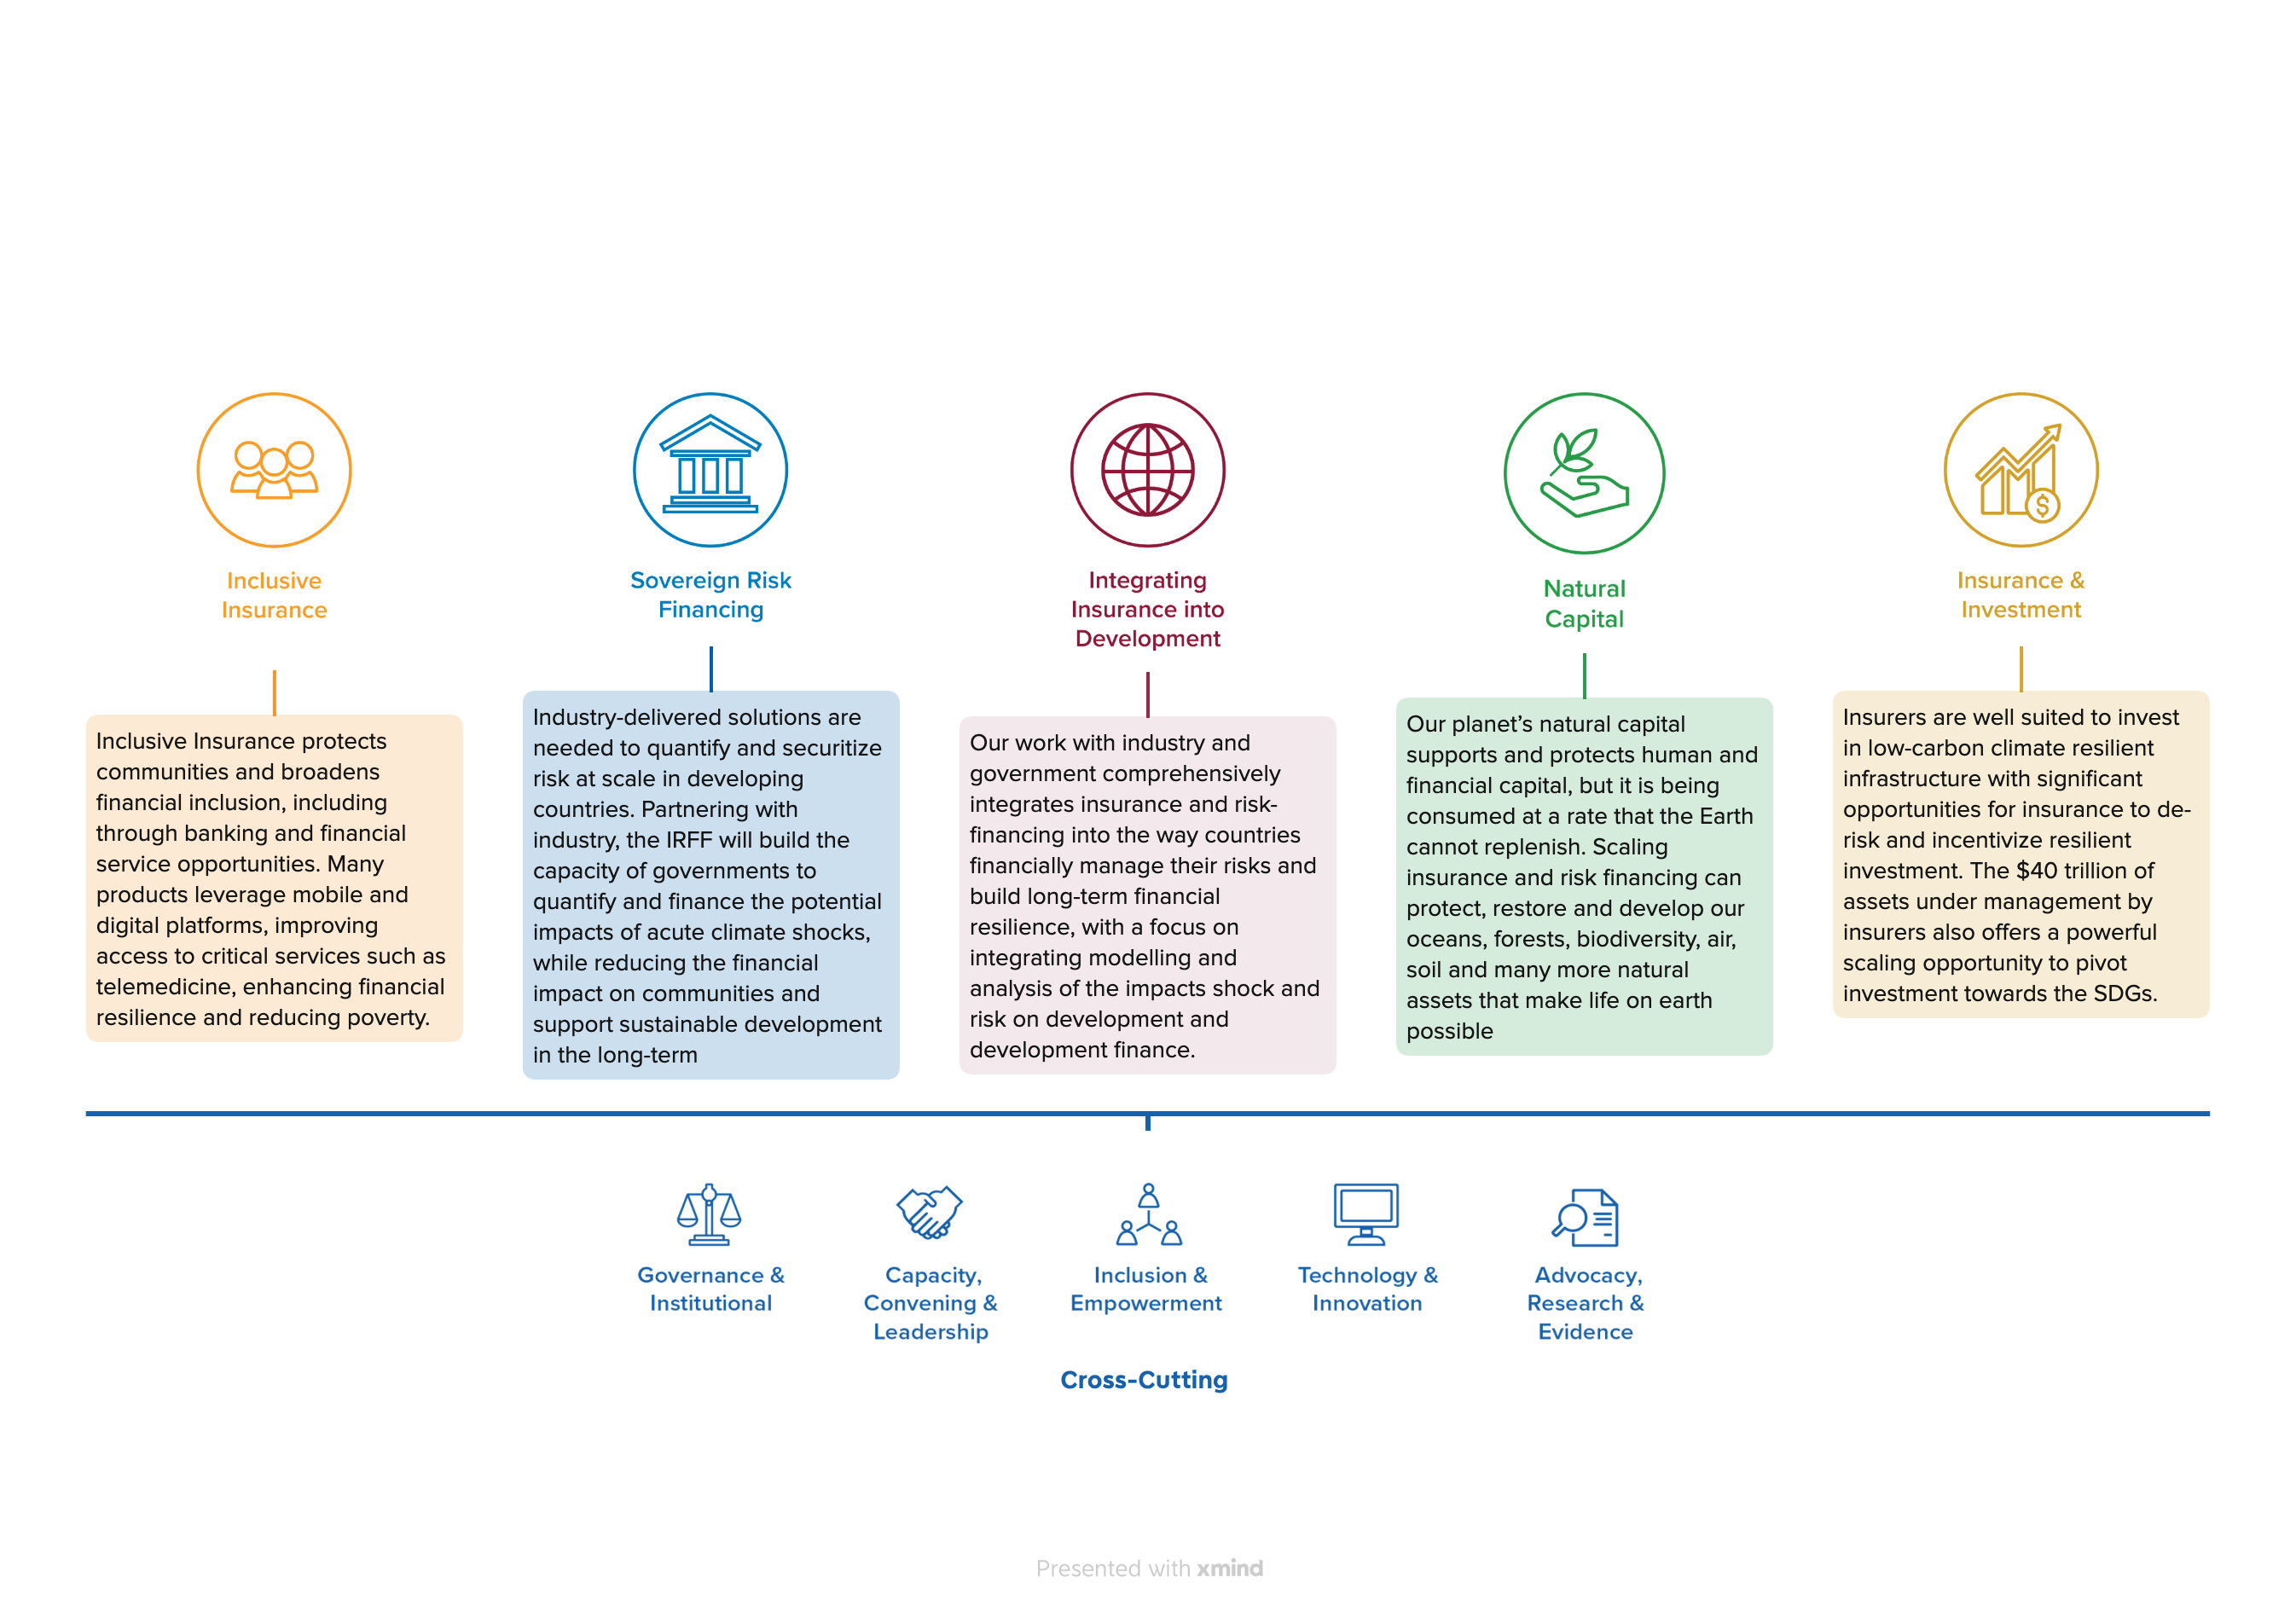 Inclusive
Insurance
Inclusive Insurance protects
communities and broadens
financial inclusion, including
through banking and financial
service opportunities. Many
products leverage mobile and
digital platforms, improving
access to critical services such as
telemedicine, enhancing financial
resilience and reducing poverty.
Sovereign Risk
Financing
Industry-delivered solutions are
needed to quantify and securitize
risk at scale in developing
countries. Partnering with
industry, the IRFF will build the
capacity of governments to
quantify and finance the potential
impacts of acute climate shocks,
while reducing the financial
impact on communities and
support sustainable development
in the long-term
Integrating
Insurance into
Development
Our work with industry and
government comprehensively
integrates insurance and risk-
financing into the way countries
financially manage their risks and
build long-term financial
resilience, with a focus on
integrating modelling and
analysis of the impacts shock and
risk on development and
development finance.
Natural
Capital
Our planet’s natural capital
supports and protects human and
financial capital, but it is being
consumed at a rate that the Earth
cannot replenish. Scaling
insurance and risk financing can
protect, restore and develop our
oceans, forests, biodiversity, air,
soil and many more natural
assets that make life on earth
possible
Insurance &
Investment
$
Insurers are well suited to invest
in low-carbon climate resilient
infrastructure with significant
opportunities for insurance to de-
risk and incentivize resilient
investment. The $40 trillion of
assets under management by
insurers also offers a powerful
scaling opportunity to pivot
investment towards the SDGs.
Governance &
Institutional
Capacity,
Convening &
Leadership
Inclusion &
Empowerment
Technology &
Innovation
Advocacy,
Research &
Evidence
Cross-Cutting
Presented with xmind